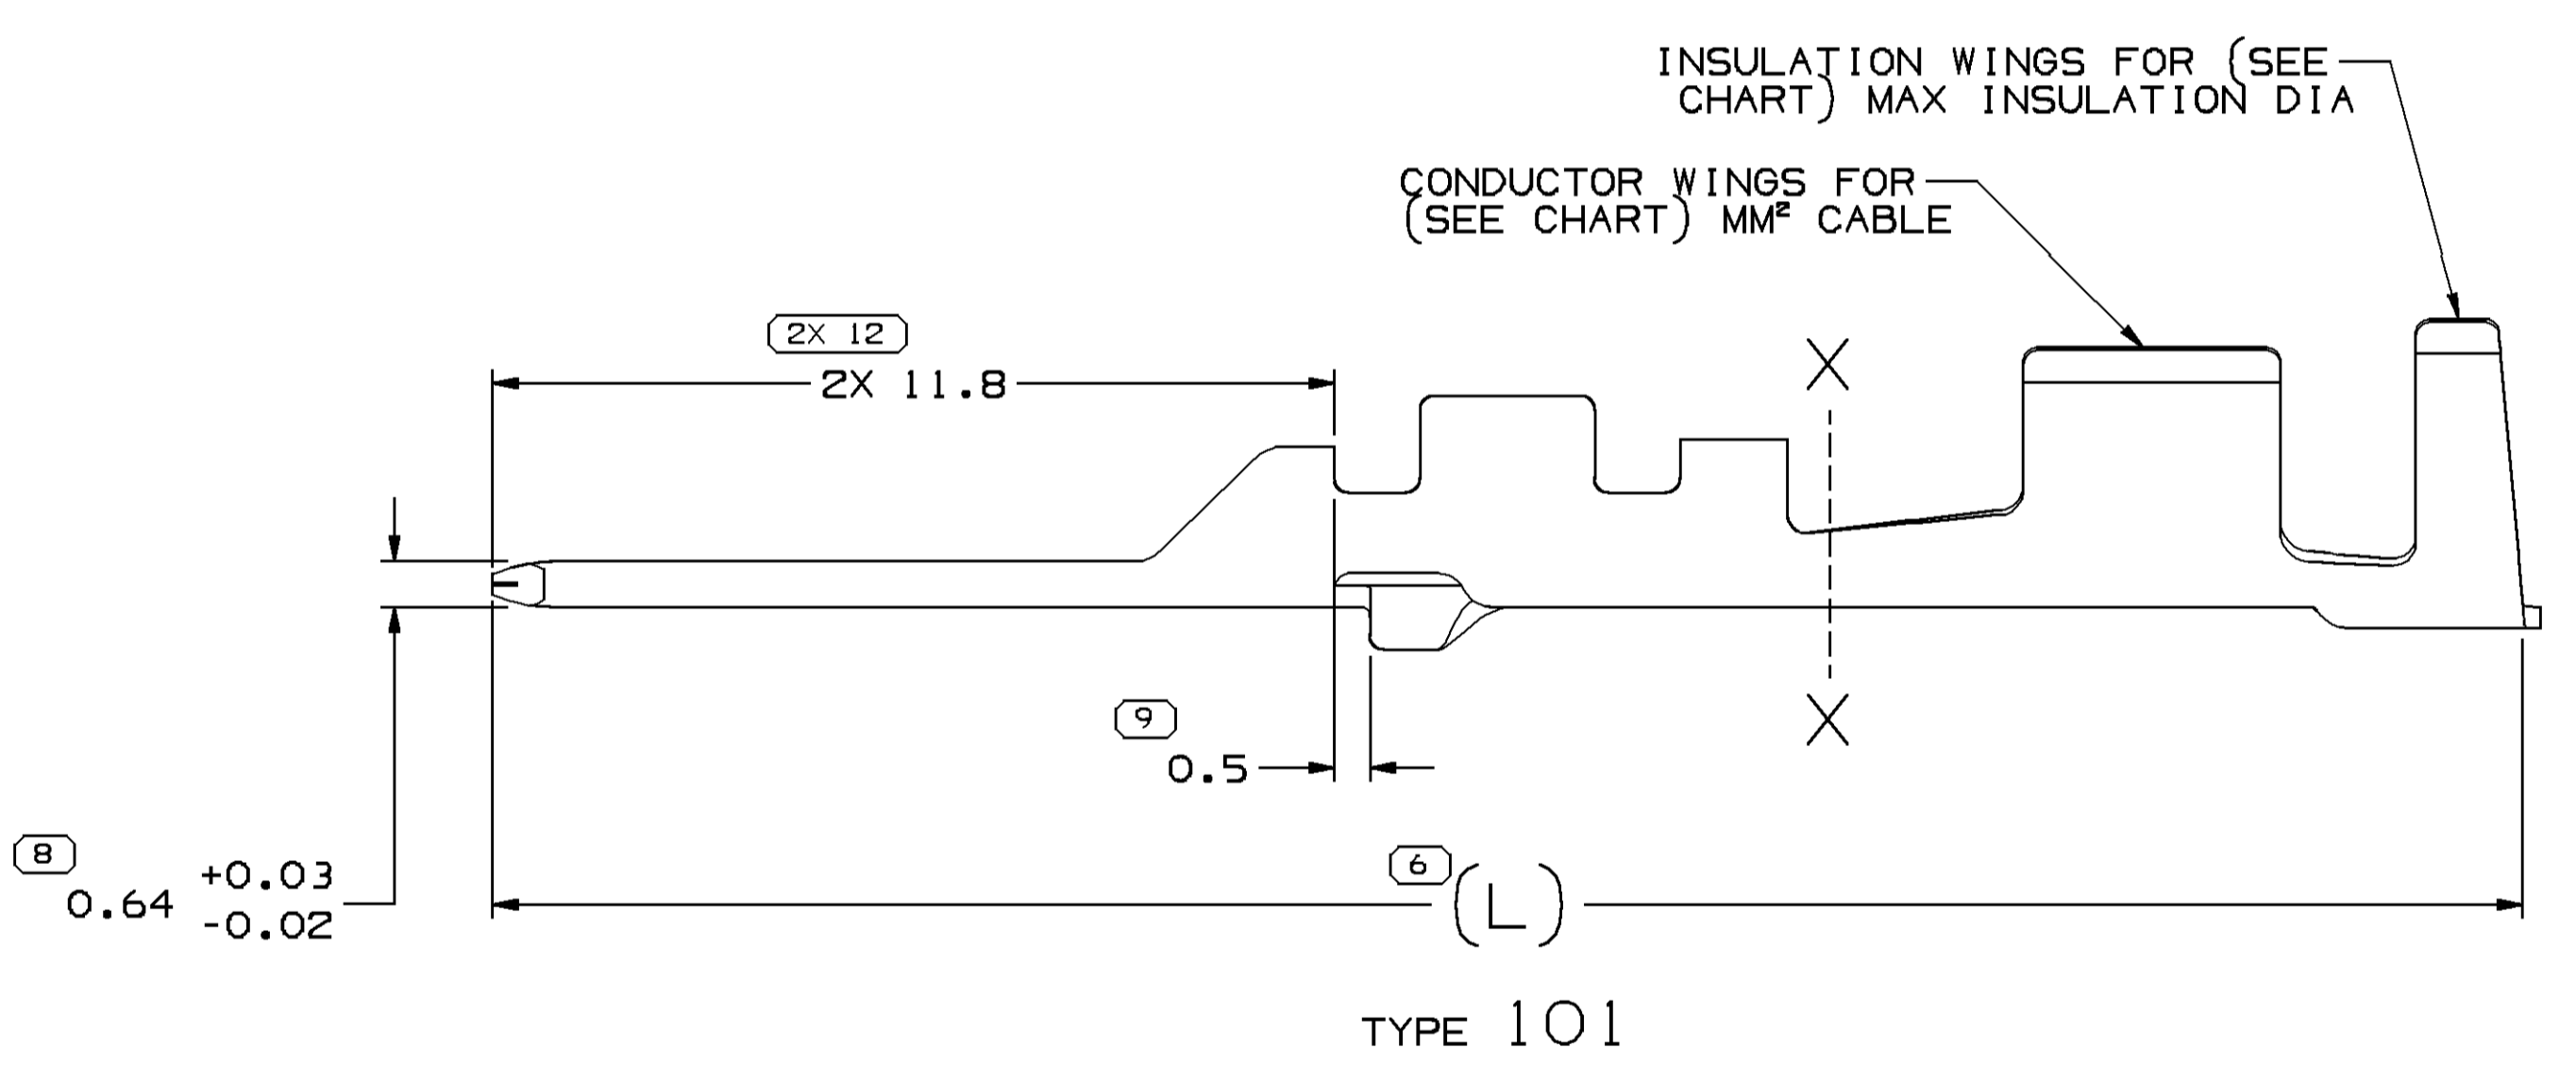 INSULATION WINGS FOR (SEE
CHART) MAX INSULATION DIA
CONDUCTOR WINGS FOR
(SEE CHART) MM² CABLE
2X 12
2X 11.8
X
X
9
0.5
8
0.64 +0.03
-0.02
6
(L)
TYPE 101